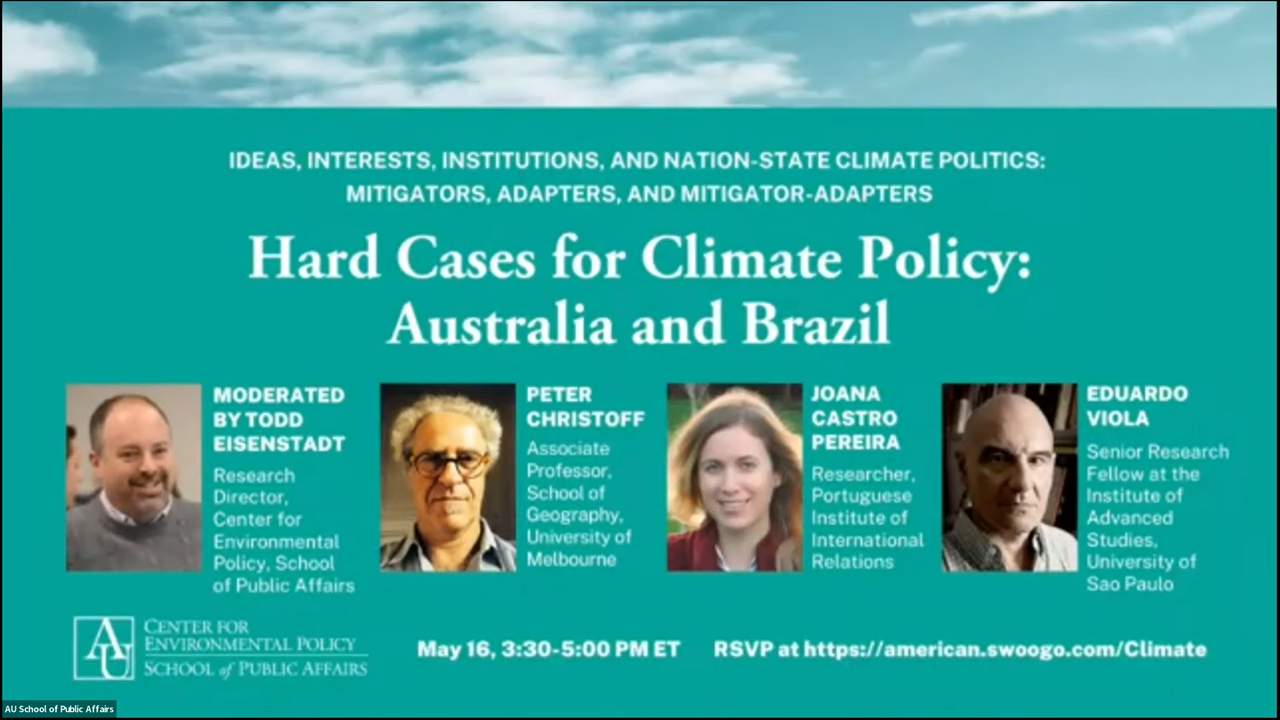 IDEAS, INTERESTS, INSTITUTIONS, AND NATION-STATE CLIMATE POLITICS:
MITIGATORS, ADAPTERS, AND MITIGATOR-ADAPTERS
Hard Cases for Climate Policy:
Australia and Brazil
MODERATED
BY TODD
EISENSTADT
Research
Director,
Center for
Environmental
Policy, School
of Public Affairs
PETER
CHRISTOFF
Associate
Professor,
School of
Geography,
University of
Melbourne
JOANA
CASTRO
PEREIRA
Researcher,
Portuguese
Institute of
International
Relations
EDUARDO
VIOLA
Senior Research
Fellow at the
Institute of
Advanced
Studies,
University of
Sao Paulo
AU
CENTER FOR
ENVIRONMENTAL POLICY
SCHOOL of PUBLIC AFFAIRS
May 16, 3:30-5:00 PM ET
RSVP at https://american.swoogo.com/Climate
AU School of Public Affairs